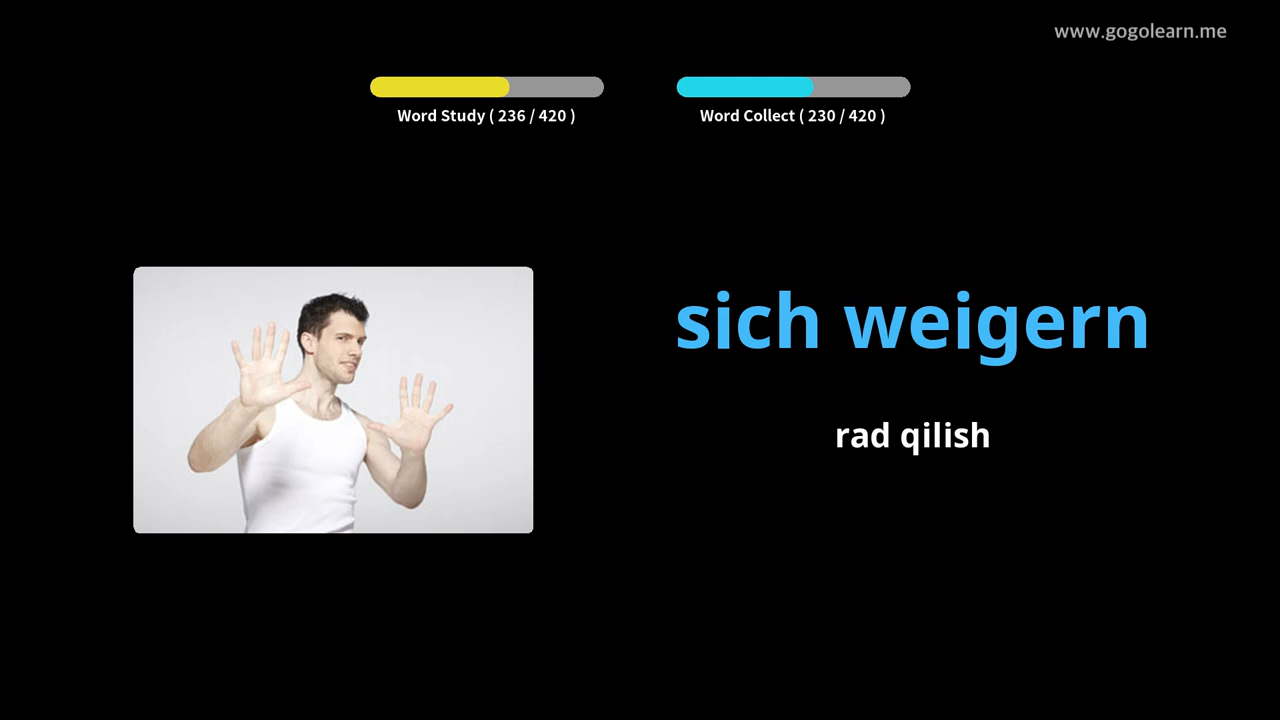 www.gogolearn.me
Word Study ( 236 / 420 )
Word Collect ( 230 / 420 )
sich weigern
rad qilish